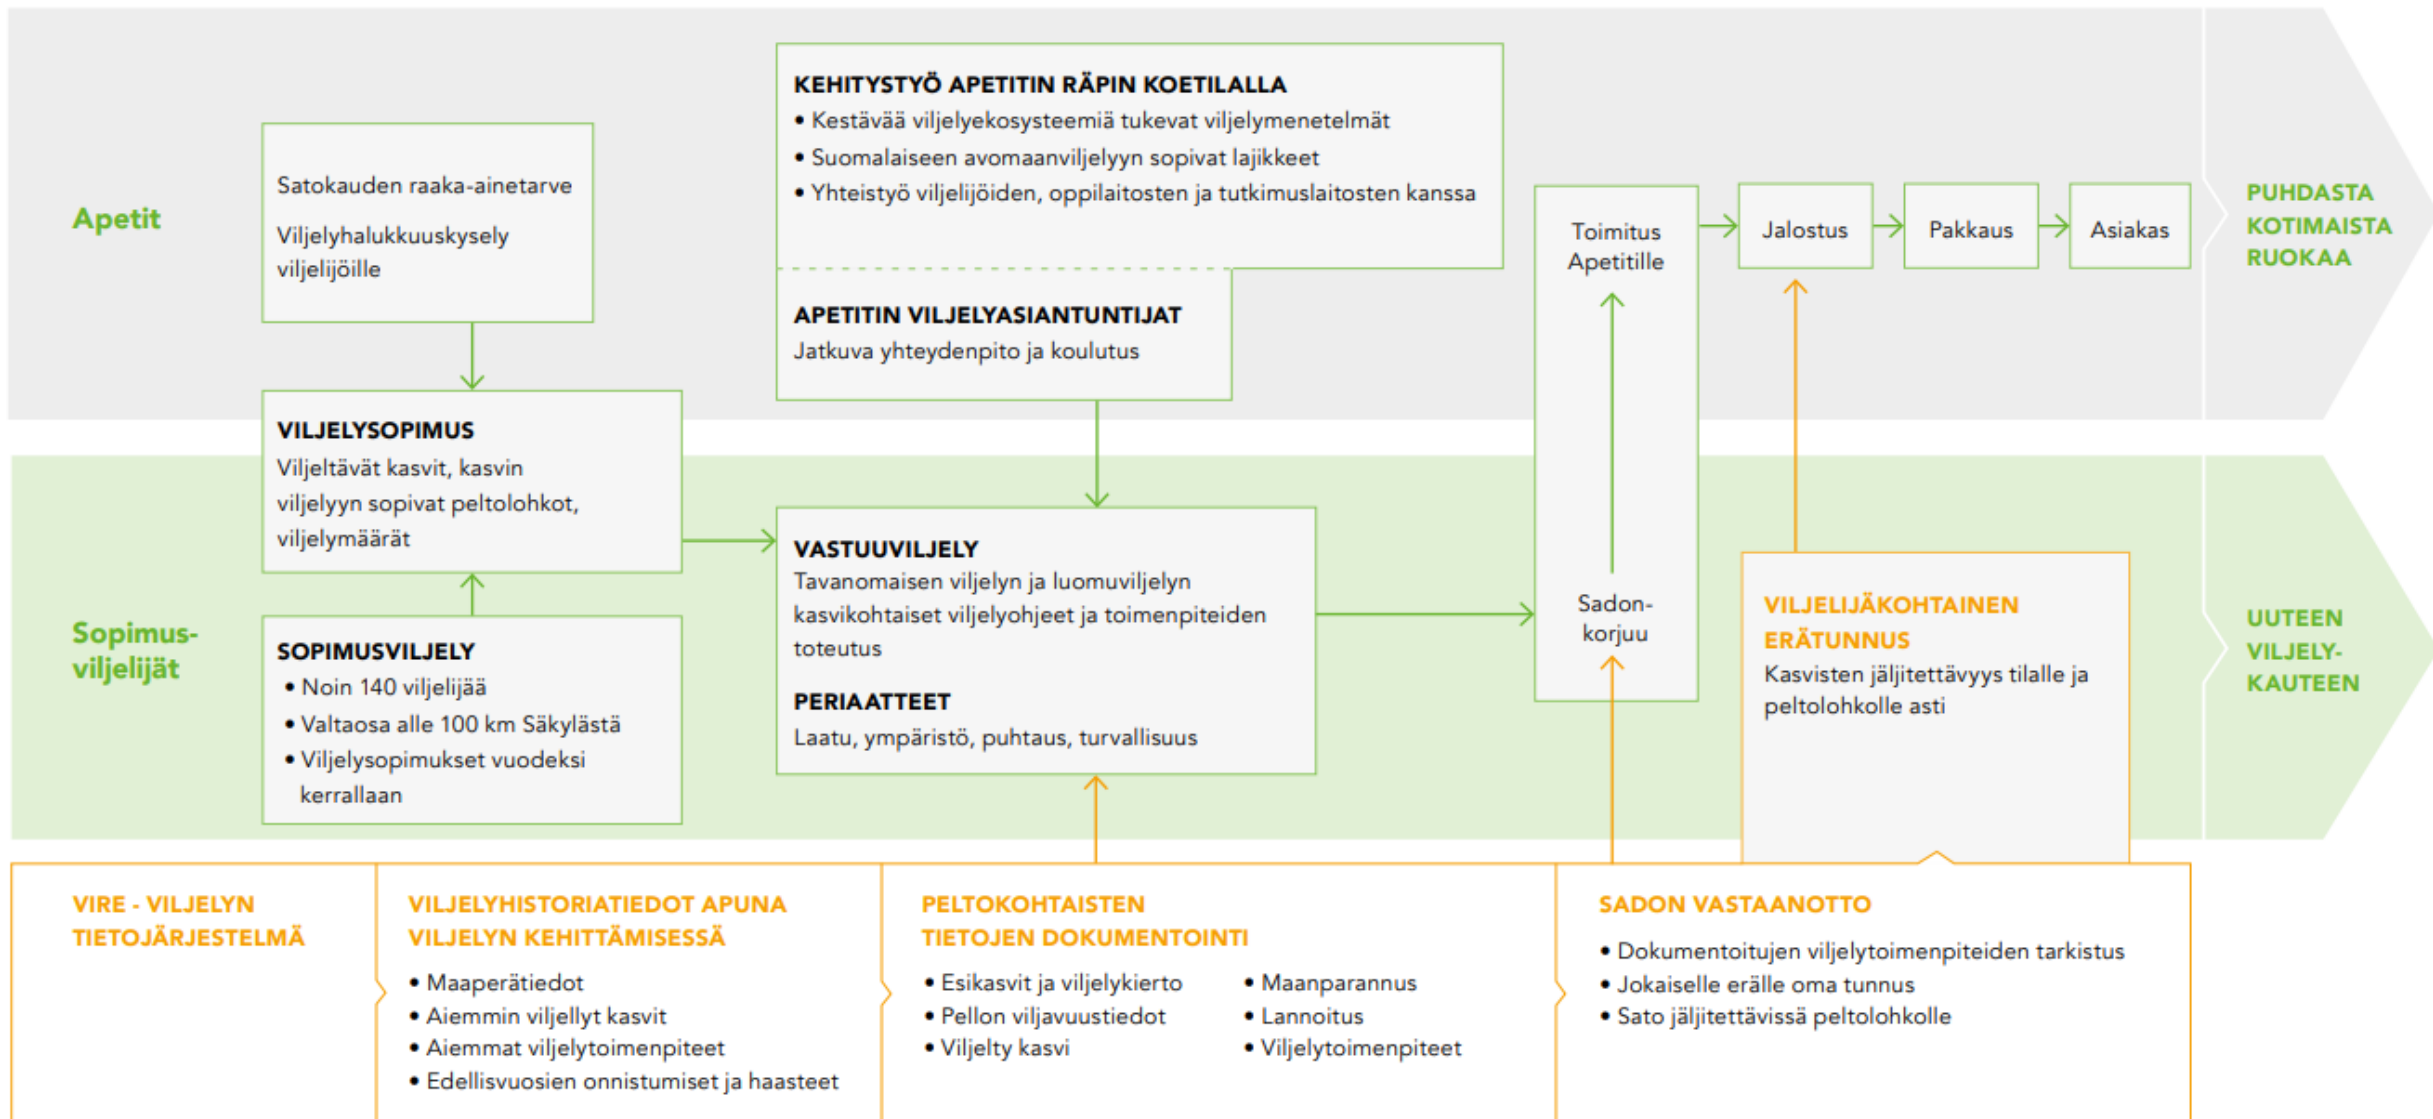 Apetit
Satokauden raaka-ainetarve
Viljelyhalukkuuskysely
viljelijöille
KEHITYSTYÖ APETITIN RÄPIN KOETILALLA
• Kestävää viljelyekosysteemiä tukevat viljelymenetelmät
• Suomalaiseen avomaanviljelyyn sopivat lajikkeet
• Yhteistyö viljelijöiden, oppilaitosten ja tutkimuslaitosten kanssa
APETITIN VILJELYASIANTUNTIJAT
Jatkuva yhteydenpito ja koulutus
Toimitus
Apetitille
Jalostus
Pakkaus
Asiakas
PUHDASTA
KOTIMAISTA
RUOKAA
VILJELYSOPIMUS
Viljeltävät kasvit, kasvin
viljelyyn sopivat peltolohkot,
viljelymäärät
Sopimus-
viljelijät
SOPIMUSVILJELY
• Noin 140 viljelijää
• Valtaosa alle 100 km Säkylästä
• Viljelysopimukset vuodeksi
kerrallaan
VASTUUVILJELY
Tavanomaisen viljelyn ja luomuviljelyn
kasvikohtaiset viljelyohjeet ja toimenpiteiden
toteutus
PERIAATTEET
Laatu, ympäristö, puhtaus, turvallisuus
Sadon-
korjuu
VILJELIJÄKOHTAINEN
ERÄTUNNUS
Kasvisten jäljitettävyys tilalle ja
peltolohkolle asti
UUTEEN
VILJELY-
KAUTEEN
VIRE - VILJELYN
TIETOJÄRJESTELMÄ
VILJELYHISTORIATIEDOT APUNA
VILJELYN KEHITTÄMISESSÄ
• Maaperätiedot
• Aiemmin viljellyt kasvit
• Aiemmat viljelytoimenpiteet
• Edellisvuosien onnistumiset ja haasteet
PELTOKOHTAISTEN
TIETOJEN DOKUMENTOINTI
• Esikasvit ja viljelykierto
• Pellon viljavuustiedot
• Viljelty kasvi
• Maanparannus
• Lannoitus
• Viljelytoimenpiteet
SADON VASTAANOTTO
• Dokumentoitujen viljelytoimenpiteiden tarkistus
• Jokaiselle erälle oma tunnus
• Sato jäljitettävissä peltolohkolle